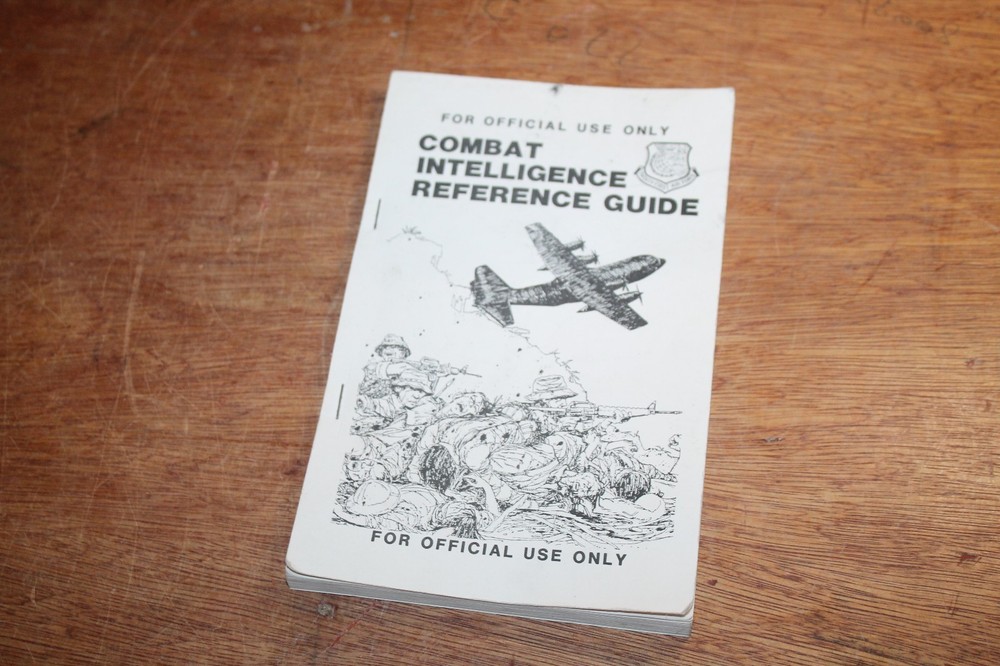 FOR OFFICIAL USE ONLY
COMBAT
INTELLIGENCE
REFERENCE GUIDE
FOR OFFICIAL USE ONLY